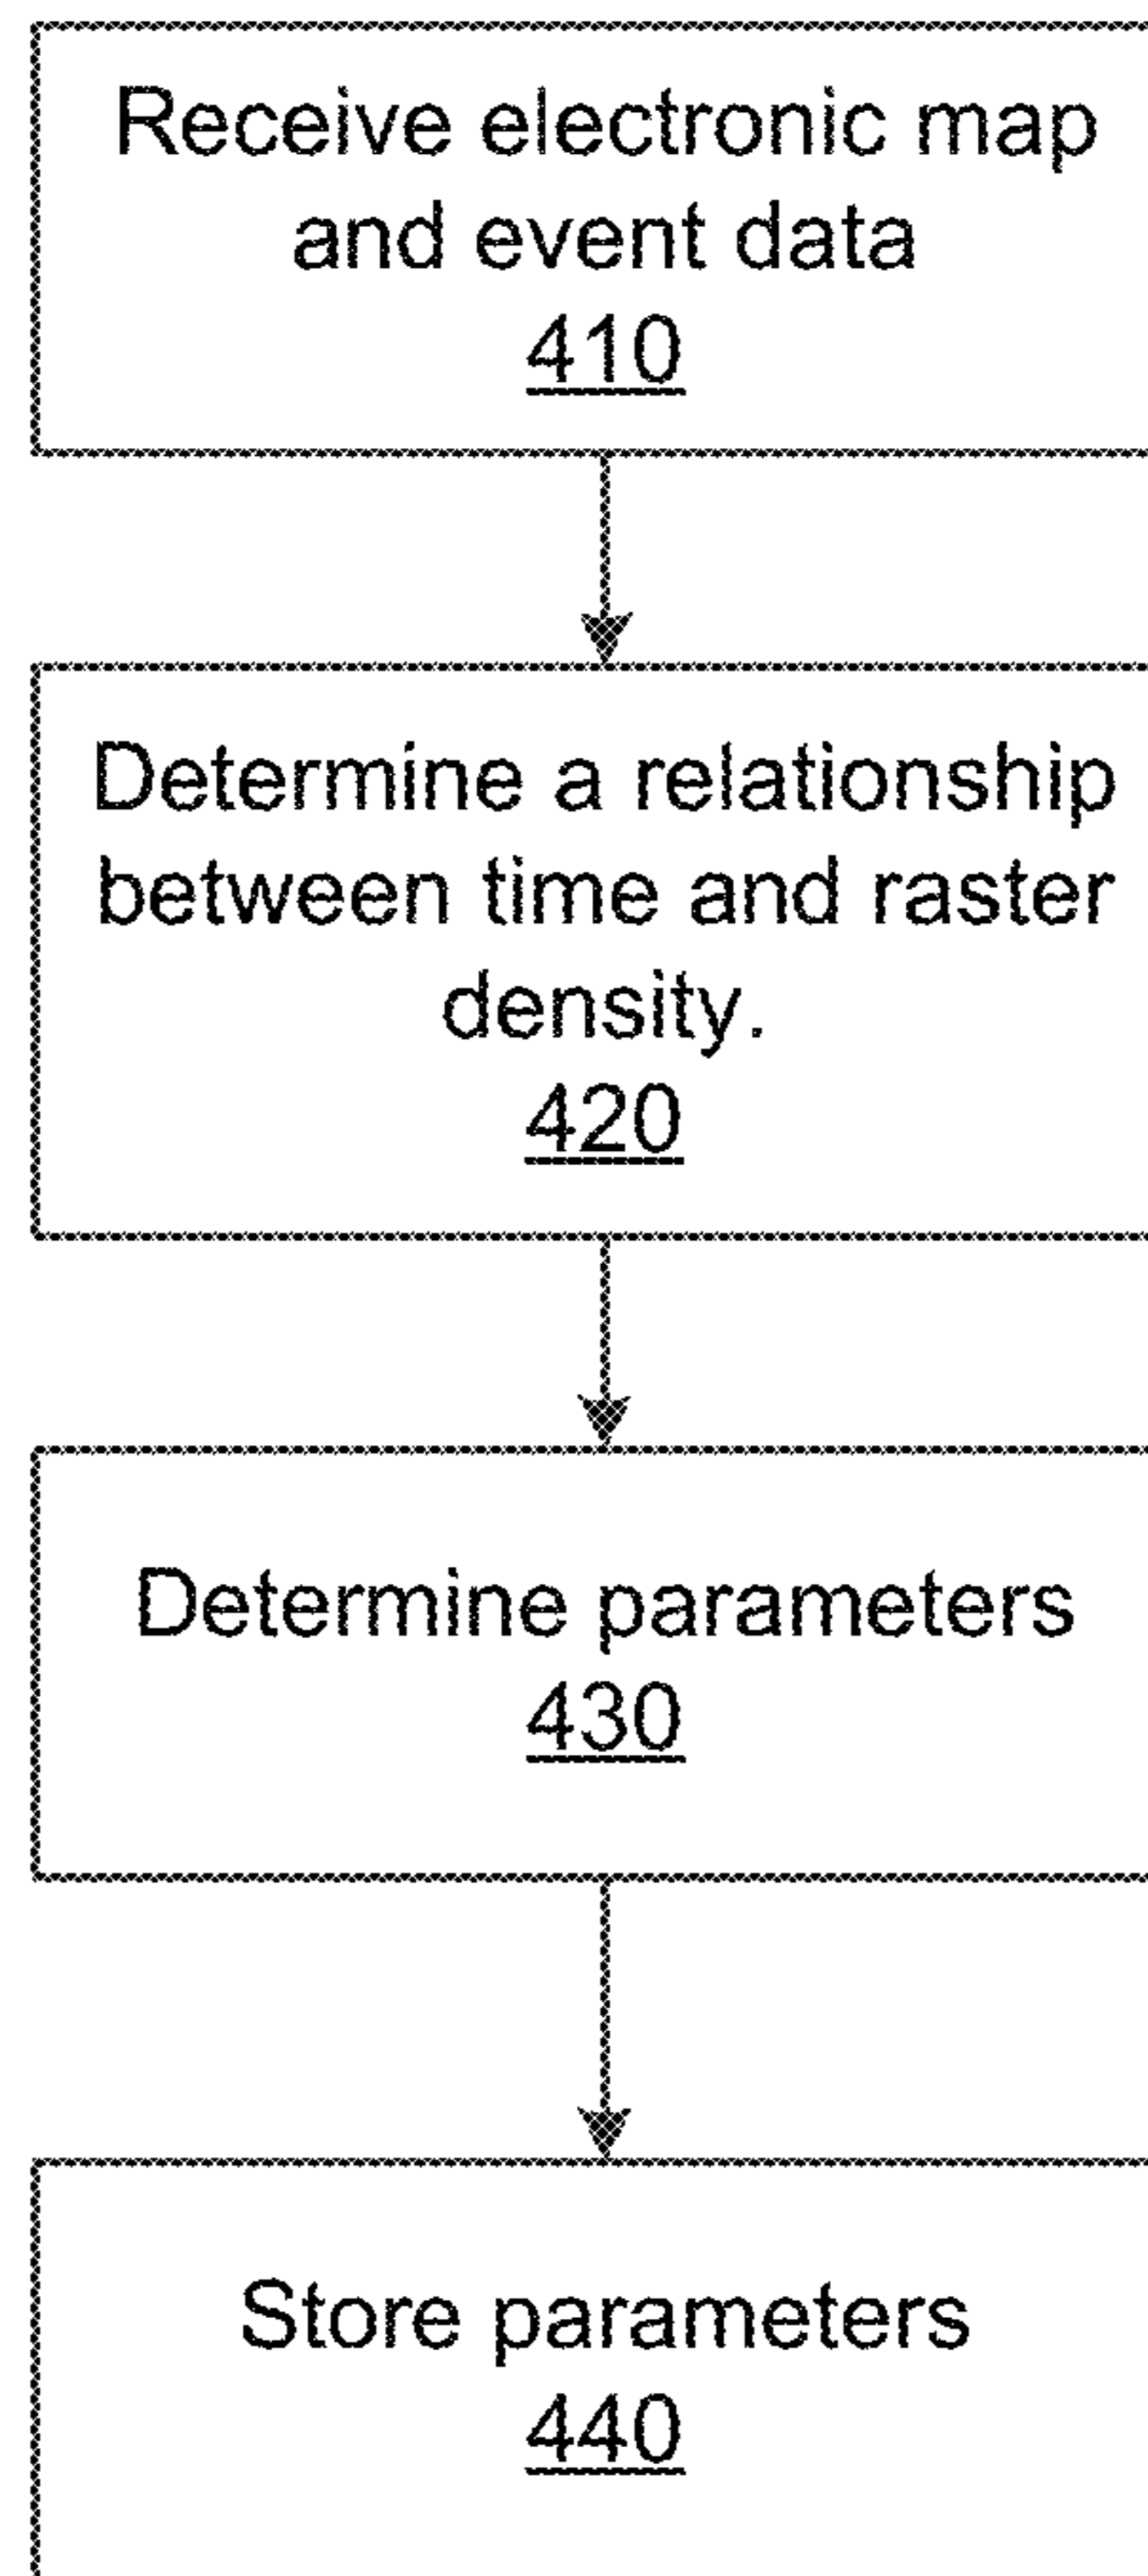 Receive electronic map
and event data
410
Determine a relationship
between time and raster
density.
420
Determine parameters
430
Store parameters
440